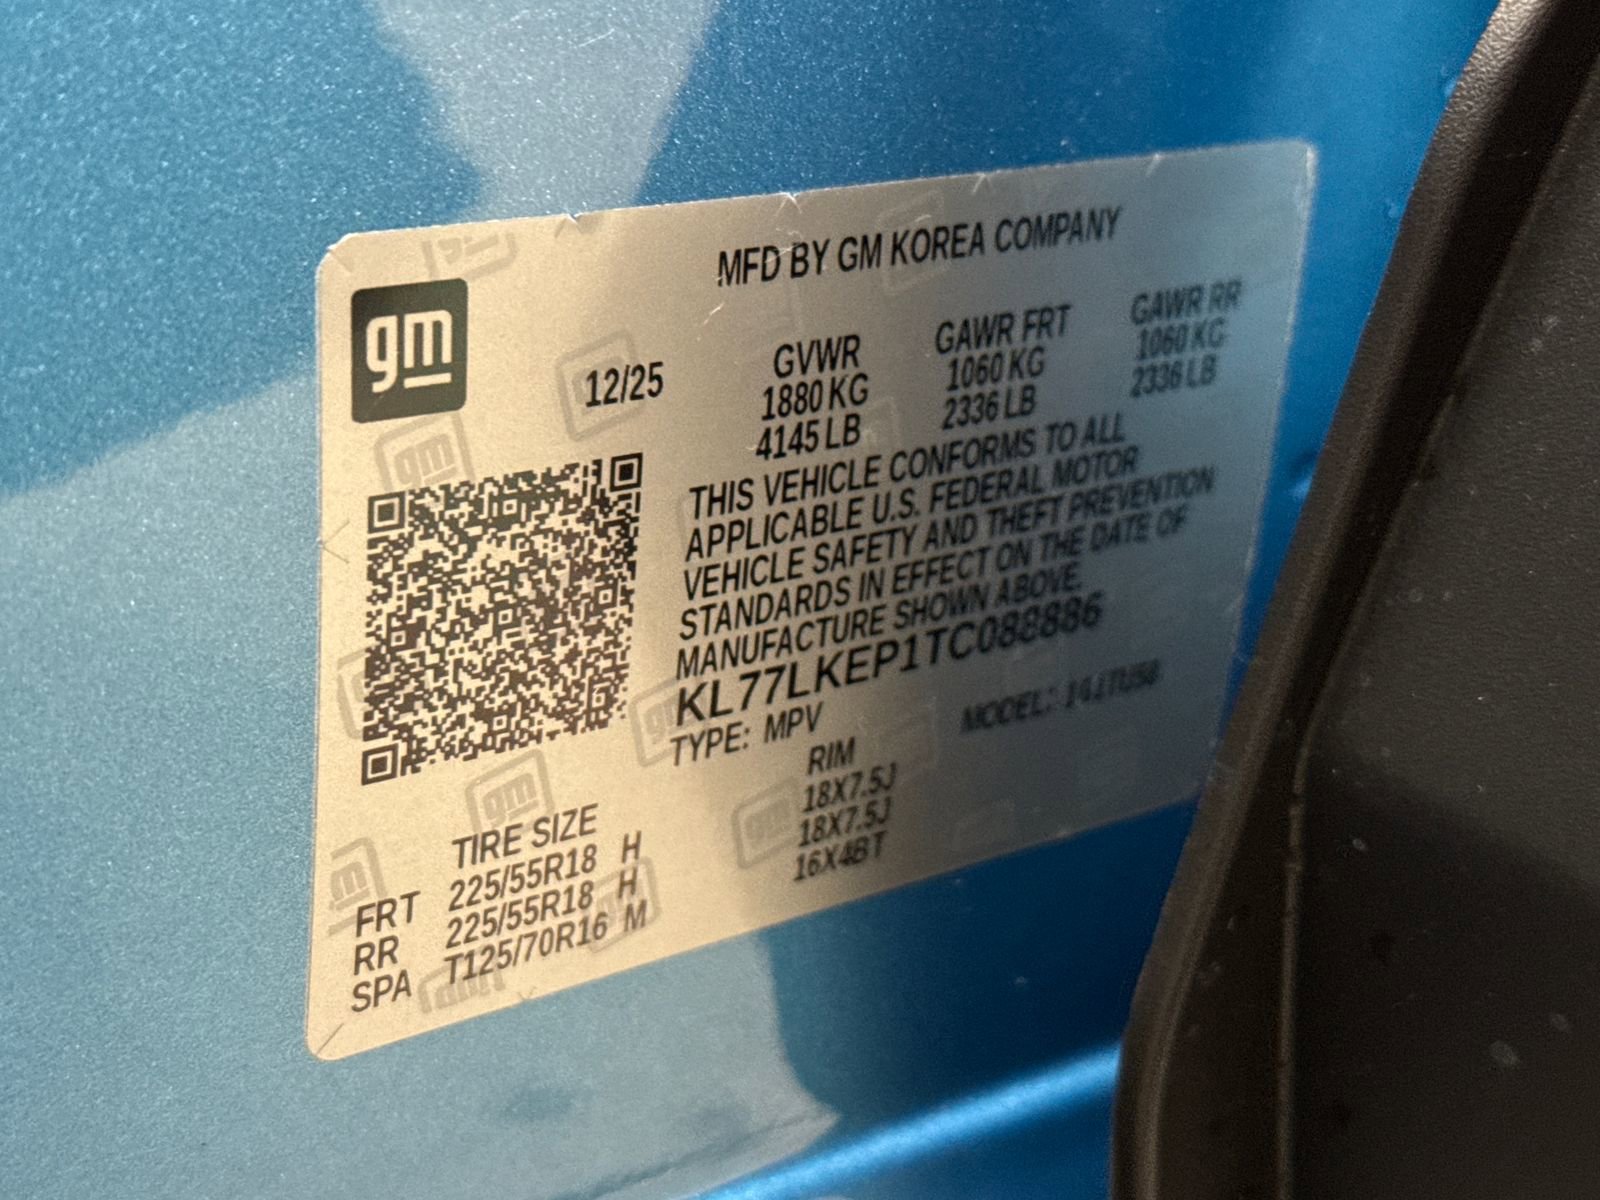 gm
MFD BY GM KOREA COMPANY
12/25
GVWR
1880 KG
4145 LB
GAWR FRT
1060 KG
2336 LB
GAWR RR
1060 KG
2336 LB
THIS VEHICLE CONFORMS TO ALL
APPLICABLE U.S. FEDERAL MOTOR
VEHICLE SAFETY AND THEFT PREVENTION
STANDARDS IN EFFECT ON THE DATE OF
MANUFACTURE SHOWN ABOVE.
KL77LKEP1TC088886
TYPE: MPV
MODEL:
TIRE SIZE
RIM
FRT 225/55R18 H 18X7.5J
RR 225/55R18 H 18X7.5J
SPA T125/70R16 M 16X4BT